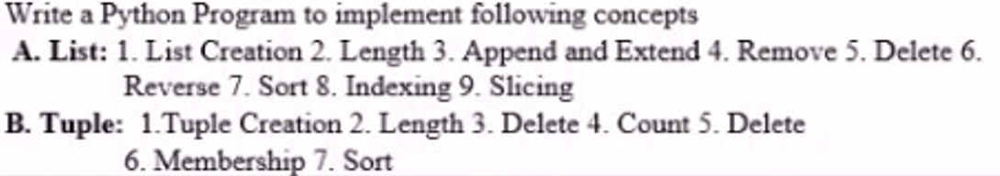 Write a Python Program to implement following concepts
A. List: 1. List Creation 2. Length 3. Append and Extend 4. Remove 5. Delete 6.
Reverse 7. Sort 8. Indexing 9. Slicing
B. Tuple: 1.Tuple Creation 2. Length 3. Delete 4. Count 5. Delete
6. Membership 7. Sort